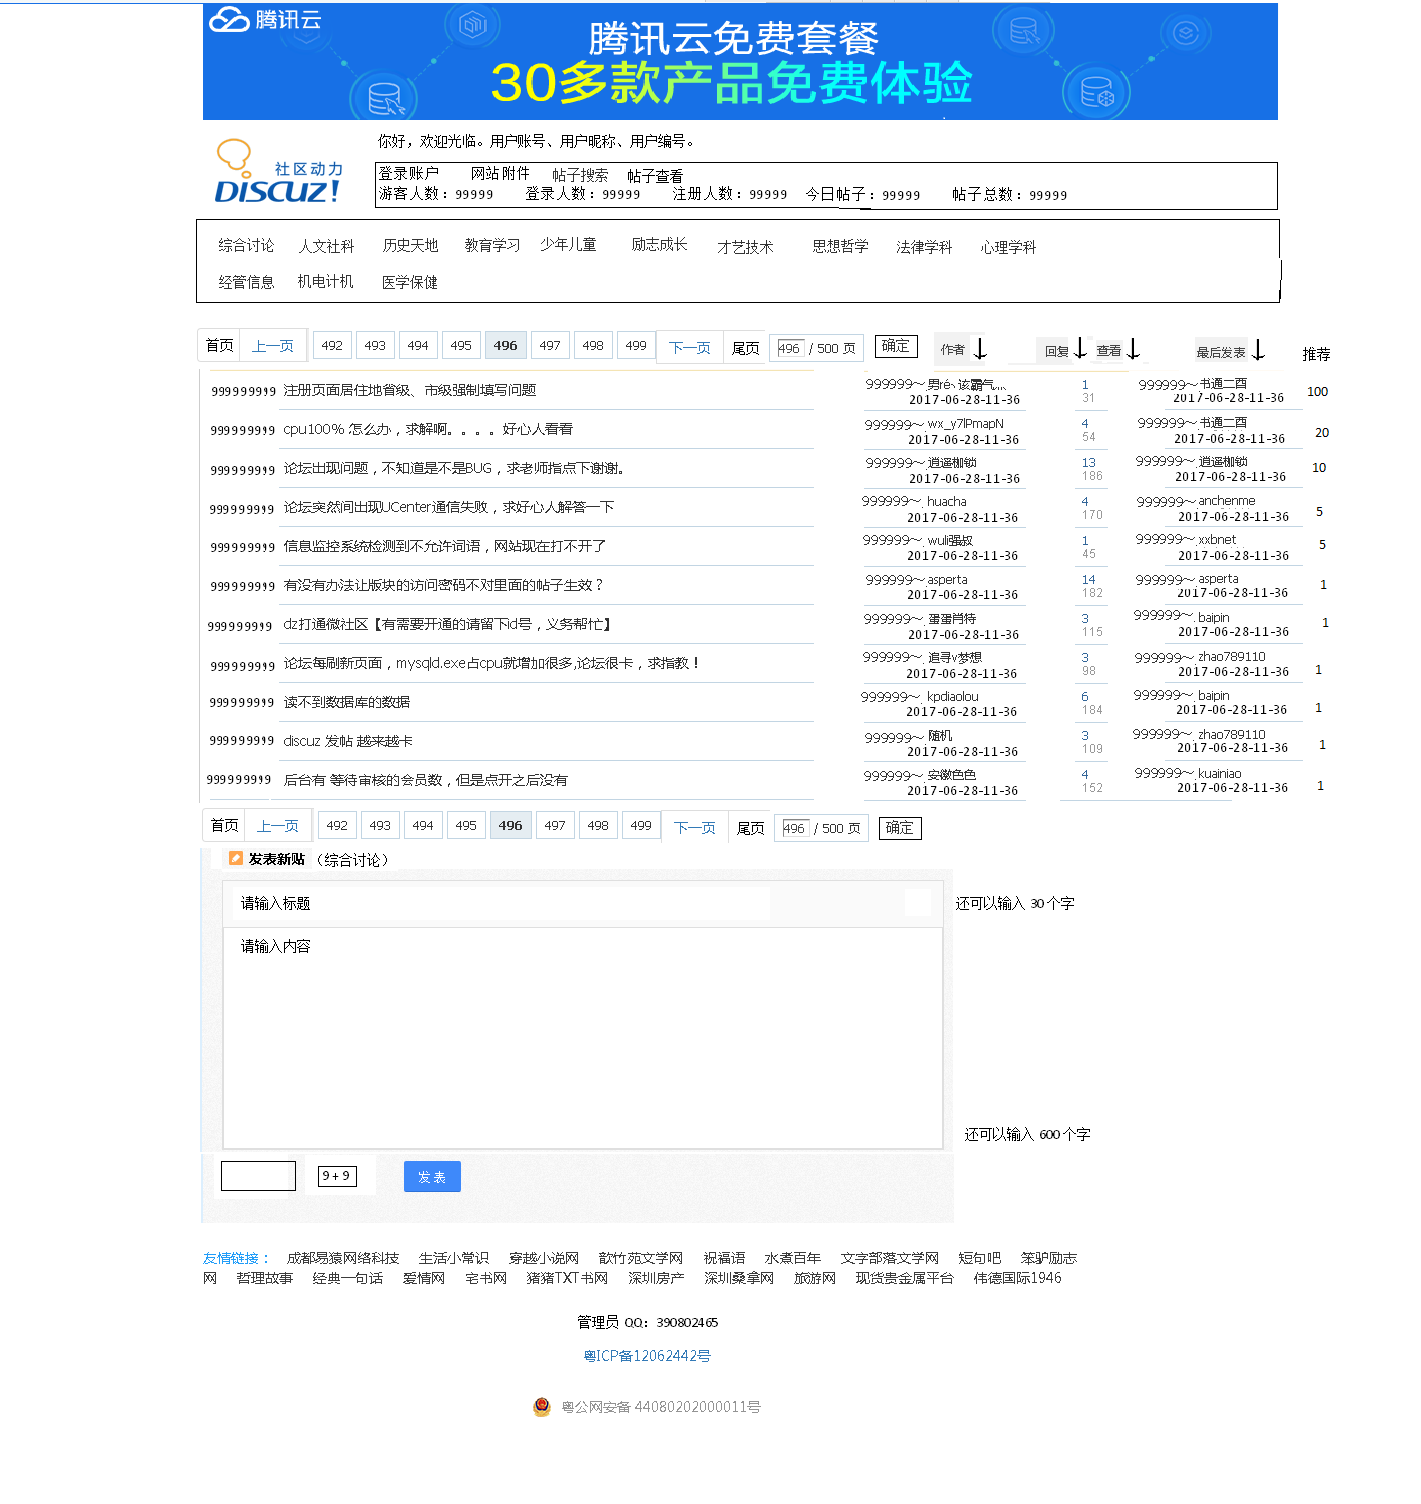 腾讯云
腾讯云免费套餐
30多款产品免费体验
社区动力
DISCUZ!
你好，欢迎光临。用户账号、用户昵称、用户编号。
登录账户 网站附件 帖子搜索 帖子查看
游客人数：99999 登录人数：99999 注册人数：99999 今日帖子：99999 帖子总数：99999
综合讨论 人文社科 历史天地 教育学习 少年儿童 励志成长 才艺技术 思想哲学 法律学科 心理学科
经管信息 机电计机 医学保健
首页 上一页 492 493 494 495 496 497 498 499 下一页 尾页 496 / 500 页 确定 作者↓ 回复↓ 查看↓ 最后发表↓ 推荐
999999999 注册页面居住地省级、市级强制填写问题 999999～男ré、该霸气 1 999999～书通二酉 100
2017-06-28-11-36 31 2017-06-28-11-36
999999999 cpu100% 怎么办，求解啊。。。。好心人看看 999999～wx_y7lPmapN 4 999999～书通二酉 20
2017-06-28-11-36 54 2017-06-28-11-36
999999999 论坛出现问题，不知道是不是BUG，求老师指点下谢谢。 999999～逍遥枷锁 13 999999～逍遥枷锁 10
2017-06-28-11-36 186 2017-06-28-11-36
999999999 论坛突然间出现UCenter通信失败，求好心人解答一下 999999～huacha 4 999999～anchenme 5
2017-06-28-11-36 170 2017-06-28-11-36
999999999 信息监控系统检测到不允许词语，网站现在打不开了 999999～wuli强叔 1 999999～xxbnet 5
2017-06-28-11-36 45 2017-06-28-11-36
999999999 有没有办法让版块的访问密码不对里面的帖子生效？ 999999～asperta 14 999999～asperta 1
2017-06-28-11-36 182 2017-06-28-11-36
999999999 dz打通微社区【有需要开通的请留下id号，义务帮忙】 999999～蛋蛋肖特 3 999999～baipin 1
2017-06-28-11-36 115 2017-06-28-11-36
999999999 论坛每刷新页面，mysqld.exe占cpu就增加很多,论坛很卡，求指教！ 999999～追寻v梦想 3 999999～zhao789110 1
2017-06-28-11-36 98 2017-06-28-11-36
999999999 读不到数据库的数据 999999～kpdiaolou 6 999999～baipin 1
2017-06-28-11-36 184 2017-06-28-11-36
999999999 discuz 发帖 越来越卡 999999～随机 3 999999～zhao789110 1
2017-06-28-11-36 109 2017-06-28-11-36
999999999 后台有 等待审核的会员数，但是点开之后没有 999999～安徽色色 4 999999～kuainiao 1
2017-06-28-11-36 152 2017-06-28-11-36
首页 上一页 492 493 494 495 496 497 498 499 下一页 尾页 496 / 500 页 确定
发表新贴（综合讨论）
请输入标题 还可以输入 30 个字
请输入内容
还可以输入 600 个字
9 + 9 发表
友情链接： 成都易猿网络科技 生活小常识 穿越小说网 歆竹苑文学网 祝福语 水煮百年 文字部落文学网 短句吧 笨驴励志
网 哲理故事 经典一句话 爱情网 宅书网 猪猪TXT书网 深圳房产 深圳桑拿网 旅游网 现货贵金属平台 伟德国际1946
管理员 QQ：390802465
粤ICP备12062442号
粤公网安备 44080202000011号